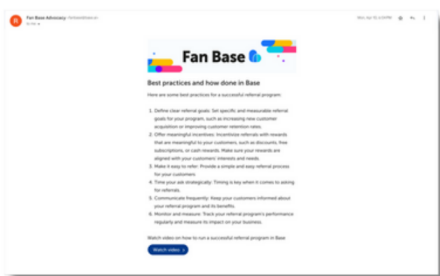 Fan Base Advocacy
to me
Fan Base
Best practices and how done in Base
Here are some best practices for a successful referral program:
1. Define clear referral goals: Set specific and measurable referral
goals for your program, such as increasing new customer
acquisition or improving customer retention rates.
2. Offer meaningful incentives: Incentivize referrals with rewards
that are meaningful to your customers, such as discounts, free
subscriptions, or cash rewards. Make sure your rewards are
aligned with your customers' interests and needs.
3. Make it easy to refer: Provide a simple and easy referral process
for your customers.
4. Time your ask strategically: Timing is key when it comes to asking
for referrals.
5. Communicate frequently: Keep your customers informed about
your referral program and its benefits.
6. Monitor and measure: Track your referral program's performance
regularly and measure its impact on your business.
Watch video on how to run a successful referral program in Base
Watch video